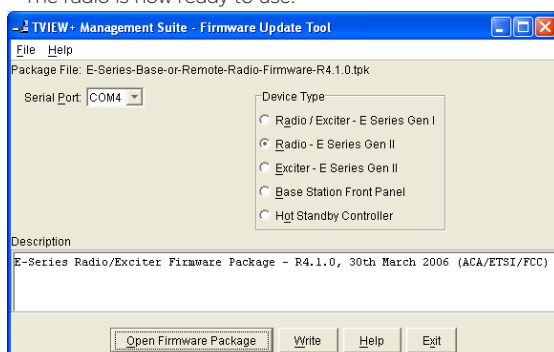 The radio is now ready to use.
TVIEW+ Management Suite - Firmware Update Tool
File Help
Package File: E-Series-Base-or-Remote-Radio-Firmware-R4.1.0.tpk
Serial Port: COM4
Device Type
Radio / Exciter - E Series Gen I
Radio - E Series Gen II
Exciter - E Series Gen II
Base Station Front Panel
Hot Standby Controller
Description
E-Series Radio/Exciter Firmware Package - R4.1.0, 30th March 2006 (ACA/ETSI/FCC)
Open Firmware Package Write Help Exit